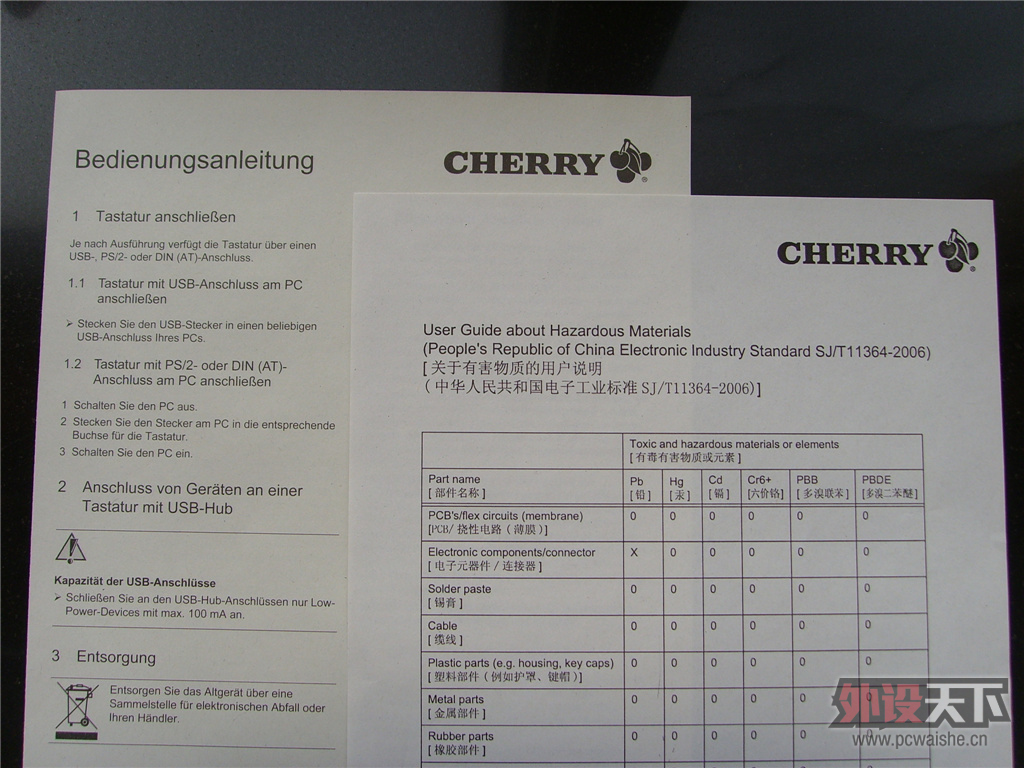 Bedienungsanleitung
CHERRY
®
1 Tastatur anschließen
Je nach Ausführung verfügt die Tastatur über einen
USB-, PS/2- oder DIN (AT)-Anschluss.
1.1 Tastatur mit USB-Anschluss am PC
anschließen
➢ Stecken Sie den USB-Stecker in einen beliebigen
USB-Anschluss Ihres PCs.
1.2 Tastatur mit PS/2- oder DIN (AT)-
Anschluss am PC anschließen
1 Schalten Sie den PC aus.
2 Stecken Sie den Stecker am PC in die entsprechende
Buchse für die Tastatur.
3 Schalten Sie den PC ein.
2 Anschluss von Geräten an einer
Tastatur mit USB-Hub
Kapazität der USB-Anschlüsse
➢ Schließen Sie an den USB-Hub-Anschlüssen nur Low-
Power-Devices mit max. 100 mA an.
3 Entsorgung
Entsorgen Sie das Altgerät über eine
Sammelstelle für elektronischen Abfall oder
Ihren Händler.
CHERRY
®
User Guide about Hazardous Materials
(People's Republic of China Electronic Industry Standard SJ/T11364-2006)
[ 关于有害物质的用户说明
( 中华人民共和国电子工业标准 SJ/T11364-2006)]
Toxic and hazardous materials or elements
[ 有毒有害物质或元素 ]
Part name Pb Hg Cd Cr6+ PBB PBDE
[ 部件名称 ] [ 铅 ] [ 汞 ] [ 镉 ] [六价铬] [ 多溴联苯 ] [多溴二苯醚]
PCB's/flex circuits (membrane) 0 0 0 0 0 0
[PCB/ 挠性电路 ( 薄膜 )]
Electronic components/connector X 0 0 0 0 0
[ 电子元器件 / 连接器 ]
Solder paste 0 0 0 0 0 0
[ 锡膏 ]
Cable 0 0 0 0 0 0
[ 缆线 ]
Plastic parts (e.g. housing, key caps) 0 0 0 0 0 0
[ 塑料部件 ( 例如护罩、键帽 )]
Metal parts 0 0 0 0 0 0
[ 金属部件 ]
Rubber parts 0 0 0 0 0
[ 橡胶部件 ]
外设天下
www.pcwaishe.cn